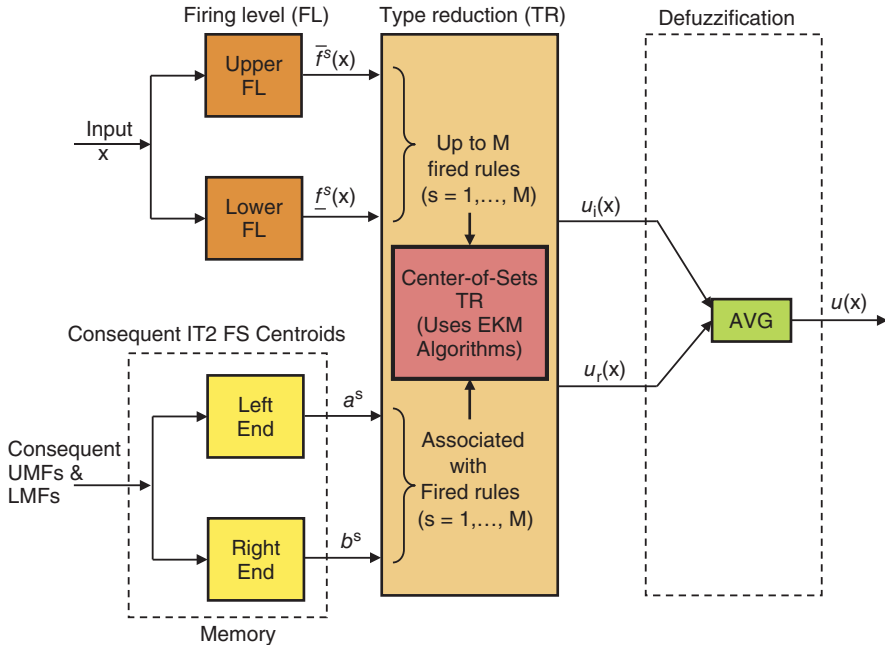 Firing level (FL)
Type reduction (TR)
Defuzzification
Upper
FL
f̅ˢ(x)
Input
x
Lower
FL
f̲ˢ(x)
Up to M
fired rules
(s = 1,…, M)
Center-of-Sets
TR
(Uses EKM
Algorithms)
uᵢ(x)
uᵣ(x)
AVG
u(x)
Consequent IT2 FS Centroids
Left
End
aˢ
Consequent
UMFs &
LMFs
Right
End
bˢ
Associated
with
Fired rules
(s = 1,…, M)
Memory